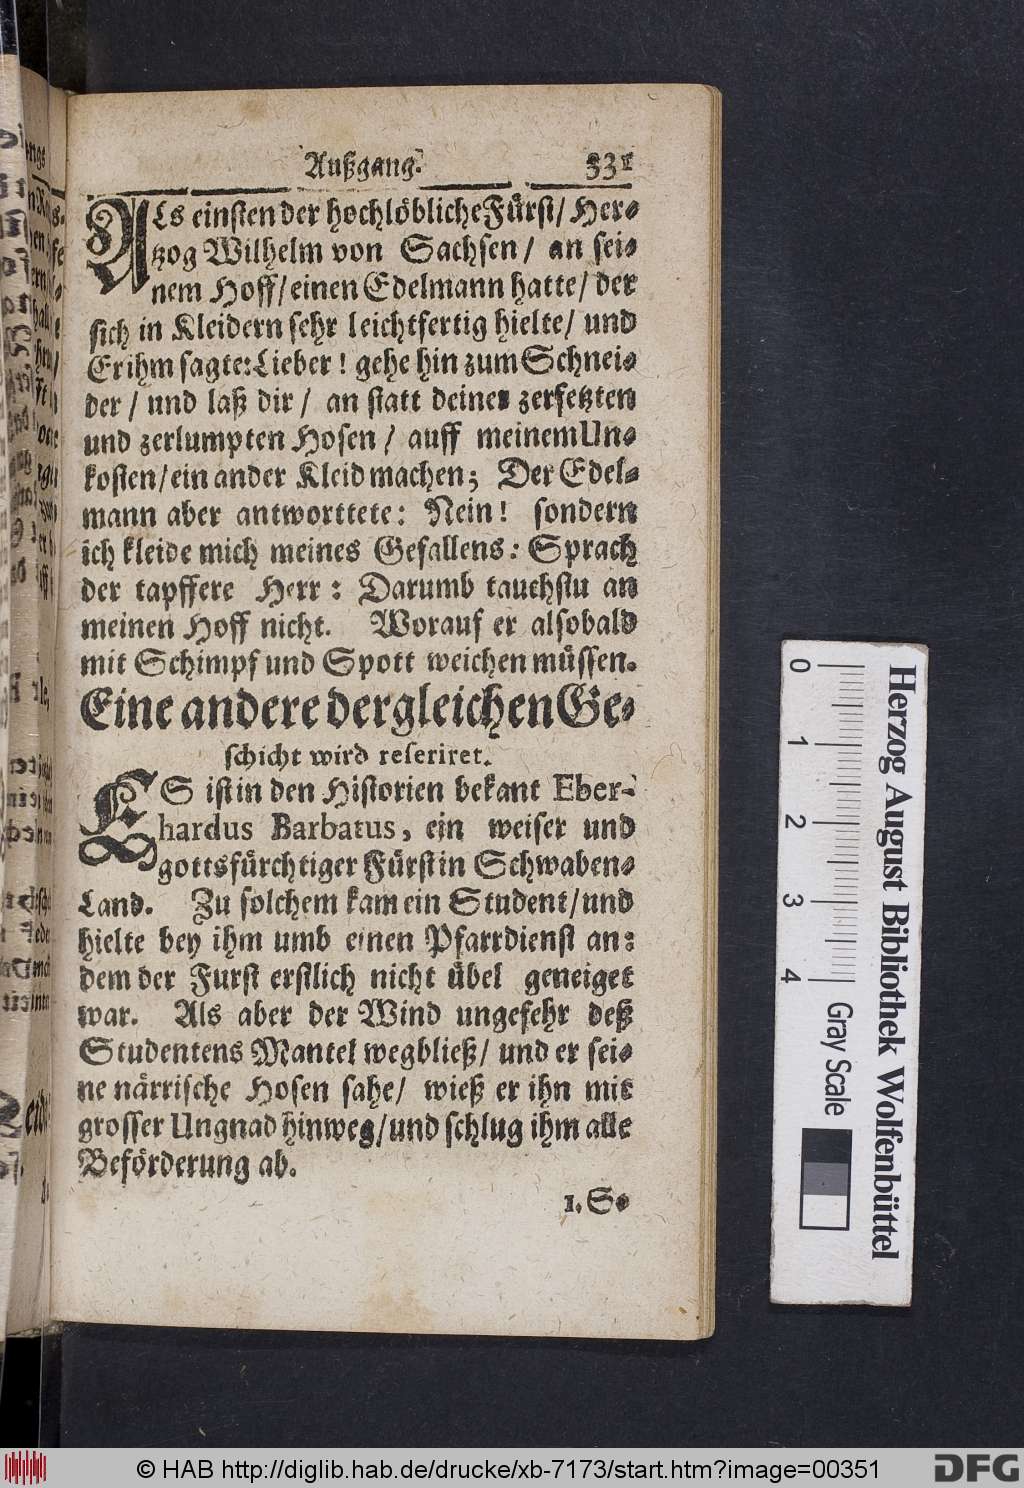 Außgang. 331
ALs einsten der hochlöbliche Fürst/ Her-
tzog Wilhelm von Sachsen/ an sei-
nem Hoff/ einen Edelmann hatte/ der
sich in Kleidern sehr leichtfertig hielte/ und
Er ihm sagte: Lieber! gehe hin zum Schnei-
der/ und laß dir/ an statt deiner zerfetzten
und zerlumpten Hosen/ auff meinem Un-
kosten/ ein ander Kleid machen; Der Edel-
mann aber antworttete: Nein! sondern
ich kleide mich meines Gefallens: Sprach
der tapffere Herr: Darumb taugstu an
meinen Hoff nicht. Worauf er alsobald
mit Schimpf und Spott weichen müssen.
Eine andere dergleichen Ge-
schicht wird referiret.
ES ist in den Historien bekant Eber-
hardus Barbatus, ein weiser und
gottsfürchtiger Fürst in Schwaben-
Land. Zu solchem kam ein Student/ und
hielte bey ihm umb einen Pfarrdienst an:
dem der Furst erstlich nicht übel geneiget
war. Als aber der Wind ungefehr deß
Studentens Mantel wegbließ/ und er sei-
ne närrische Hosen sahe/ wieß er ihn mit
grosser Ungnad hinweg/ und schlug ihm alle
Beförderung ab.
1. S-
0 1 2 3 4 Gray Scale
Herzog August Bibliothek Wolfenbüttel
© HAB http://diglib.hab.de/drucke/xb-7173/start.htm?image=00351
DFG